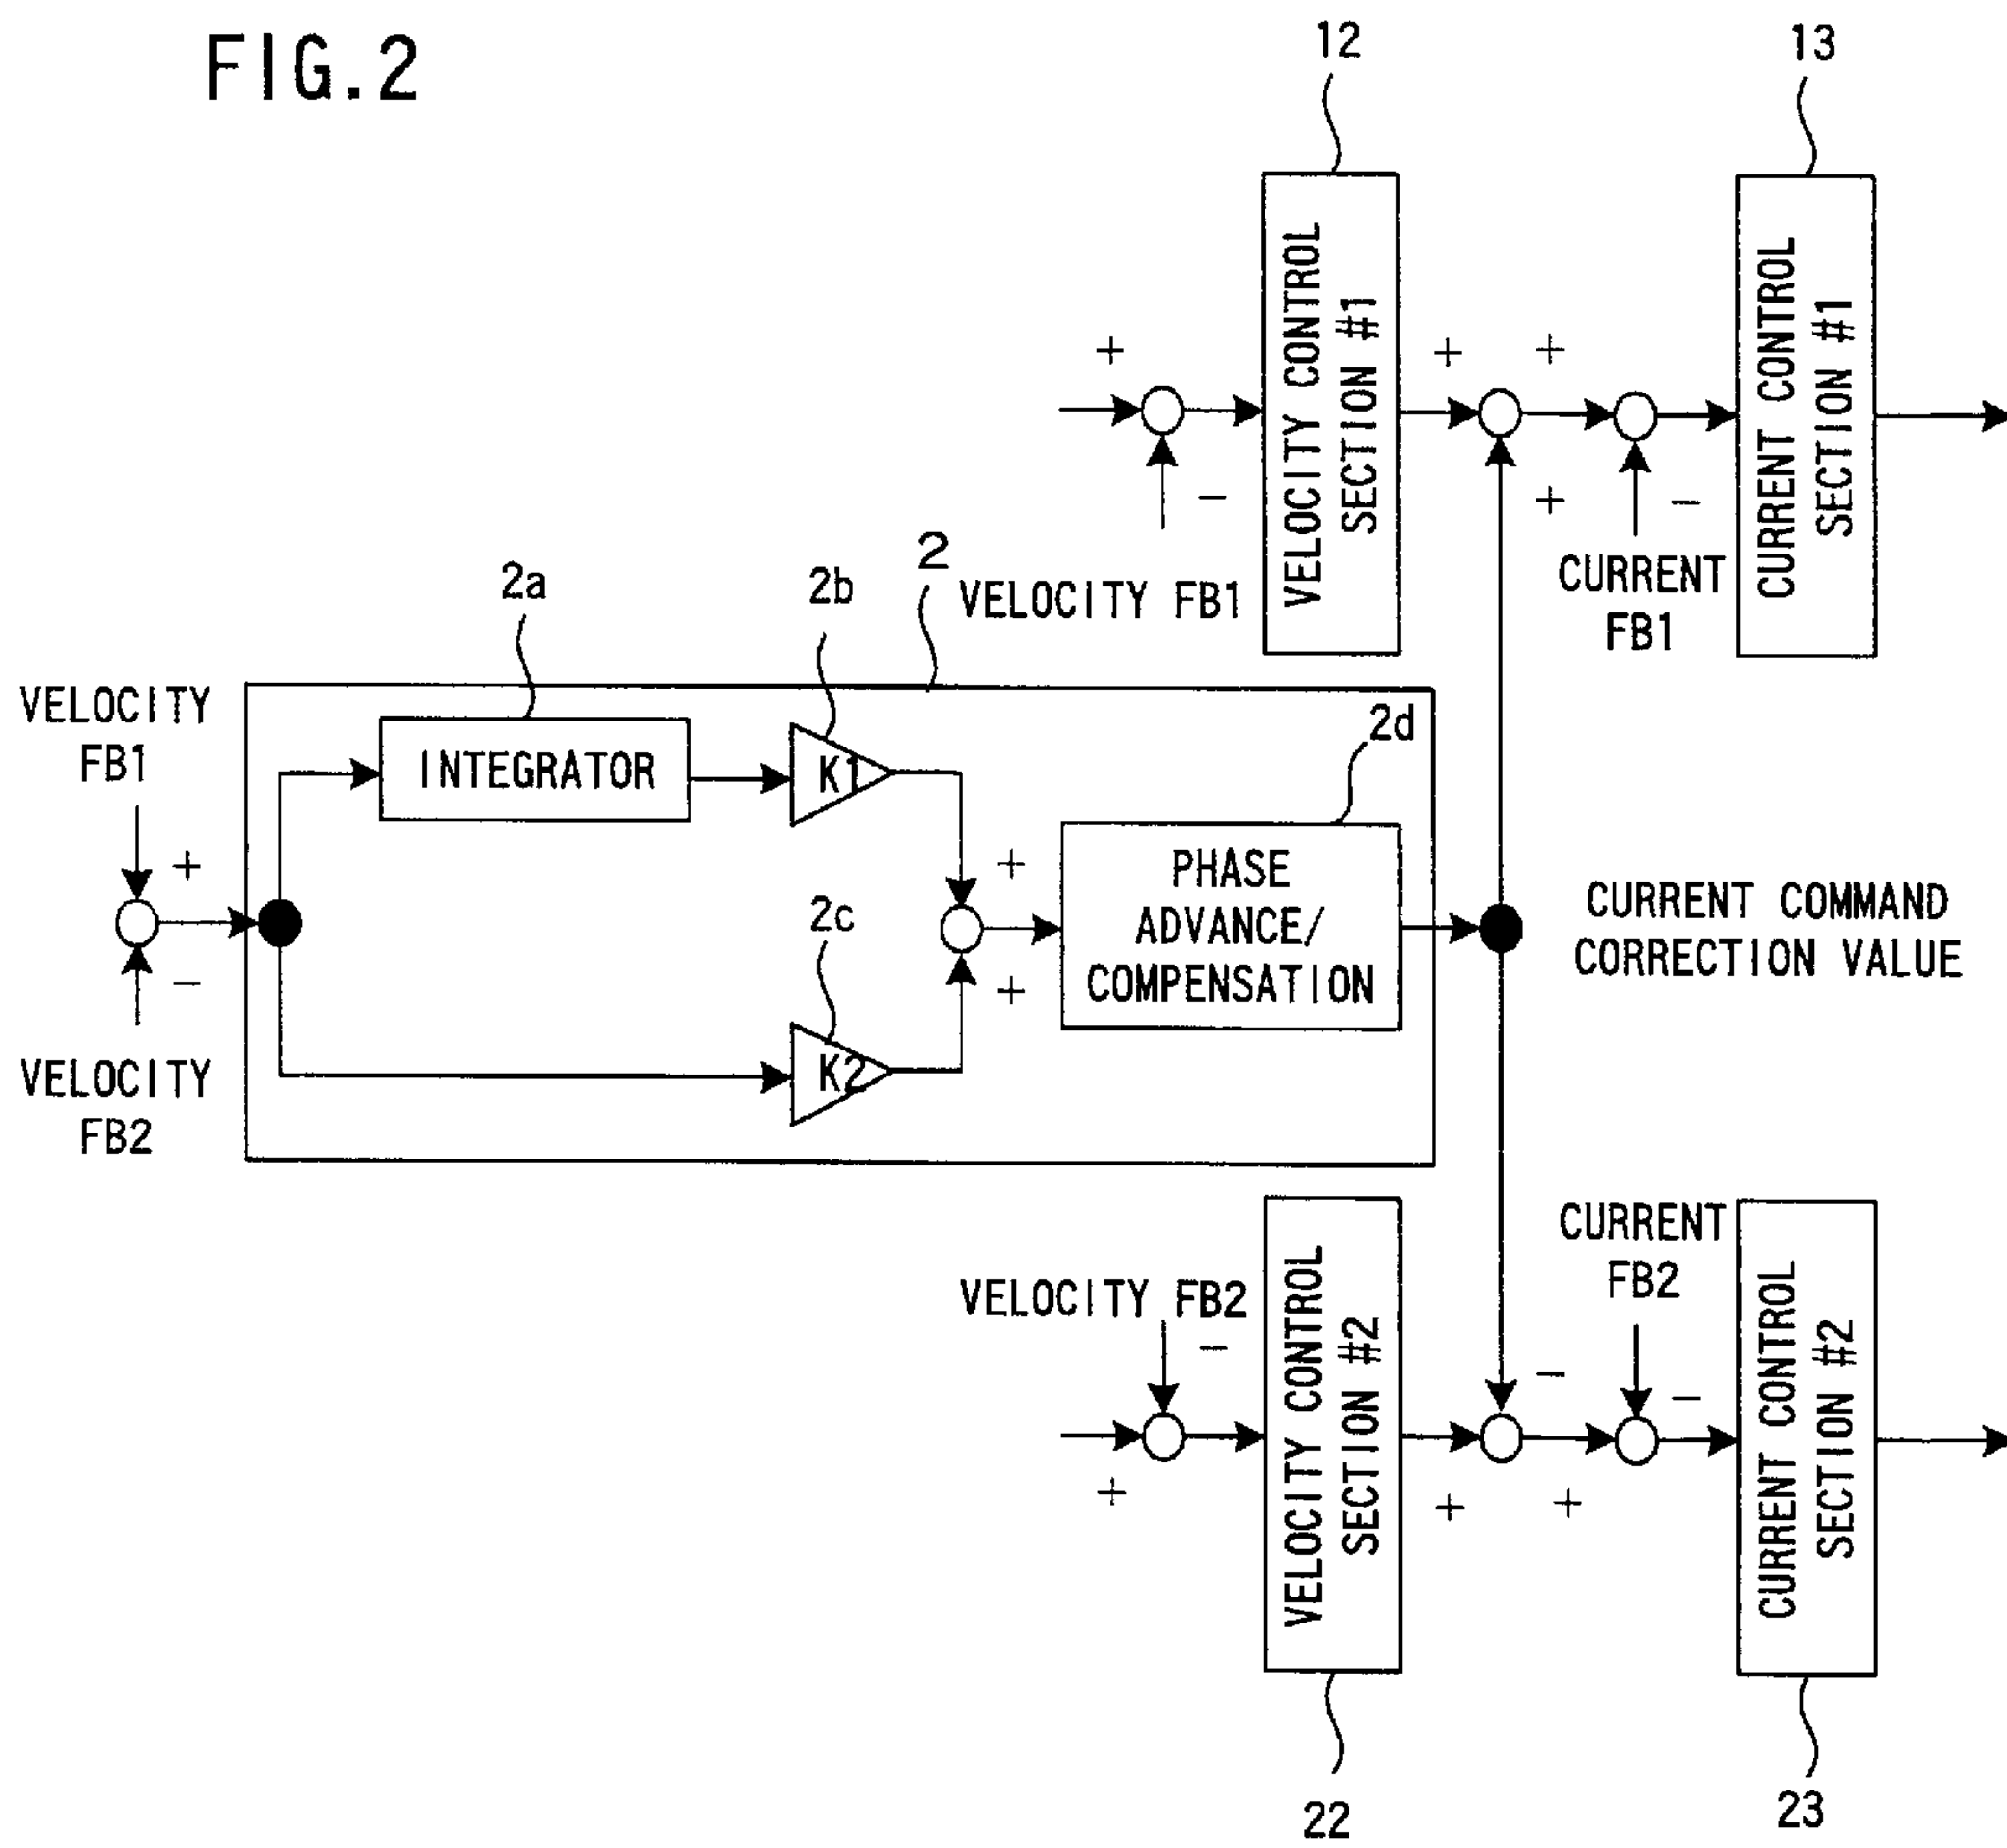 FIG.2
12
13
VELOCITY CONTROL
SECTION #1
CURRENT CONTROL
SECTION #1
+
+
+
-
+
-
VELOCITY FB1
CURRENT
FB1
2
2a
2b
2d
VELOCITY
FB1
INTEGRATOR
K1
+
+
PHASE
ADVANCE/
COMPENSATION
2c
CURRENT COMMAND
CORRECTION VALUE
-
+
VELOCITY
FB2
K2
VELOCITY FB2
-
+
VELOCITY CONTROL
SECTION #2
CURRENT
FB2
-
-
+
+
CURRENT CONTROL
SECTION #2
22
23